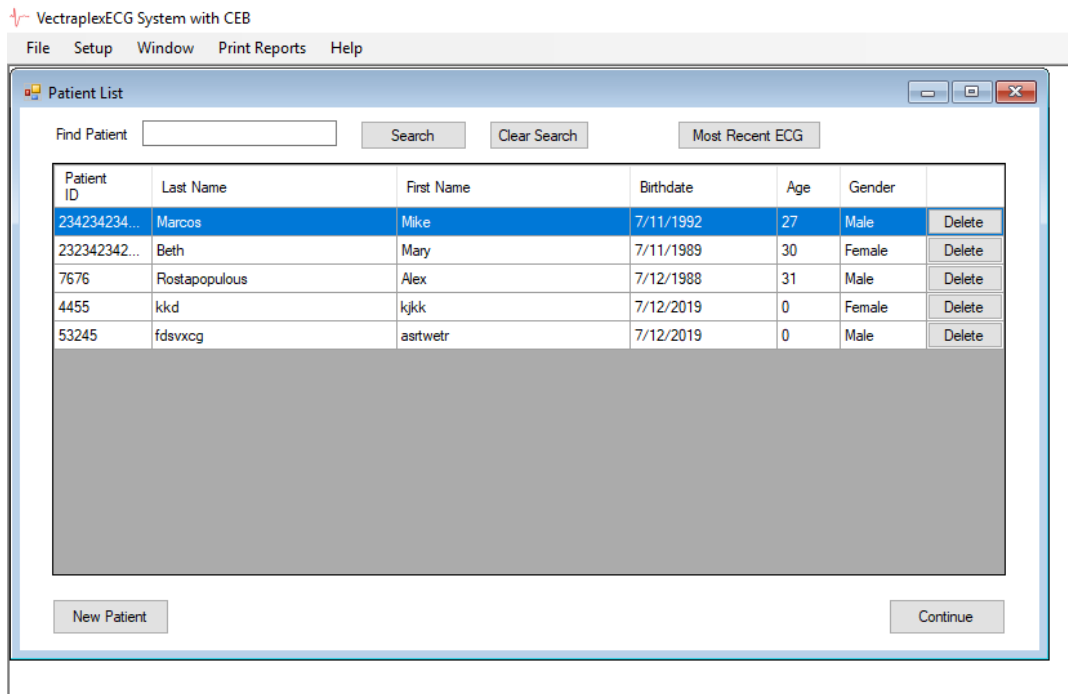 VectraplexECG System with CEB
File Setup Window Print Reports Help
Patient List
Find Patient Search Clear Search Most Recent ECG
Patient ID Last Name First Name Birthdate Age Gender
234234234... Marcos Mike 7/11/1992 27 Male Delete
232342342... Beth Mary 7/11/1989 30 Female Delete
7676 Rostapopulous Alex 7/12/1988 31 Male Delete
4455 kkd kjkk 7/12/2019 0 Female Delete
53245 fdsvxcg asrtwetr 7/12/2019 0 Male Delete
New Patient Continue